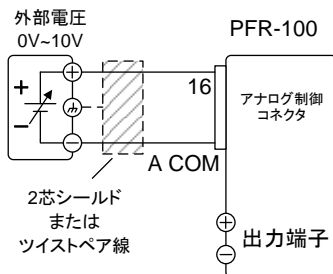 外部電圧
0V~10V
PFR-100
16
アナログ制御
コネクタ
A COM
2芯シールド
または
ツイストペア線
出力端子